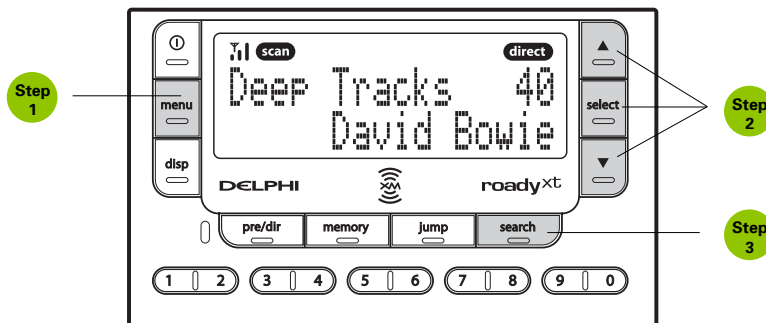 scan direct
Deep Tracks 40
David Bowie
menu
select
disp
DELPHI XM roady xt
pre/dir memory jump search
1 2 3 4 5 6 7 8 9 0
Step
1
Step
2
Step
3